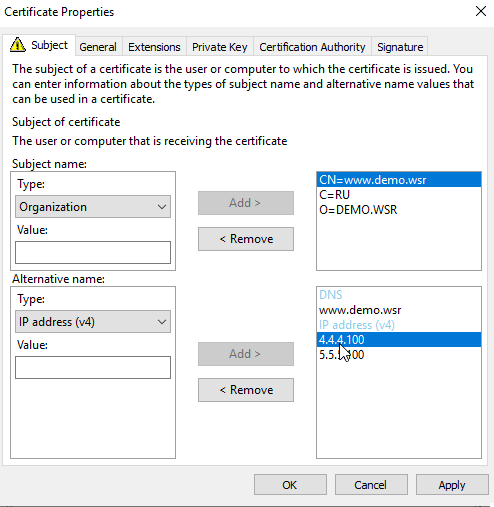 Certificate Properties
Subject General Extensions Private Key Certification Authority Signature
The subject of a certificate is the user or computer to which the certificate is issued. You
can enter information about the types of subject name and alternative name values that
can be used in a certificate.
Subject of certificate
The user or computer that is receiving the certificate
Subject name:
Type:
Organization
Value:
Add >
< Remove
CN=www.demo.wsr
C=RU
O=DEMO.WSR
Alternative name:
Type:
IP address (v4)
Value:
Add >
< Remove
DNS
www.demo.wsr
IP address (v4)
4.4.4.100
OK Cancel Apply